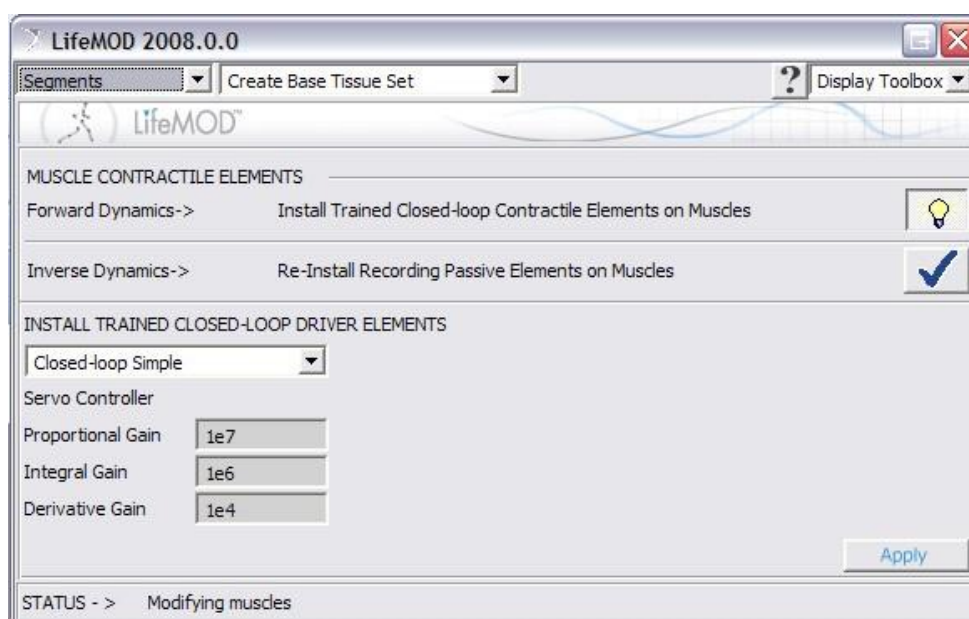 LifeMOD 2008.0.0
Segments Create Base Tissue Set ? Display Toolbox
LifeMOD™
MUSCLE CONTRACTILE ELEMENTS
Forward Dynamics-> Install Trained Closed-loop Contractile Elements on Muscles
Inverse Dynamics-> Re-Install Recording Passive Elements on Muscles
INSTALL TRAINED CLOSED-LOOP DRIVER ELEMENTS
Closed-loop Simple
Servo Controller
Proportional Gain 1e7
Integral Gain 1e6
Derivative Gain 1e4
Apply
STATUS - > Modifying muscles